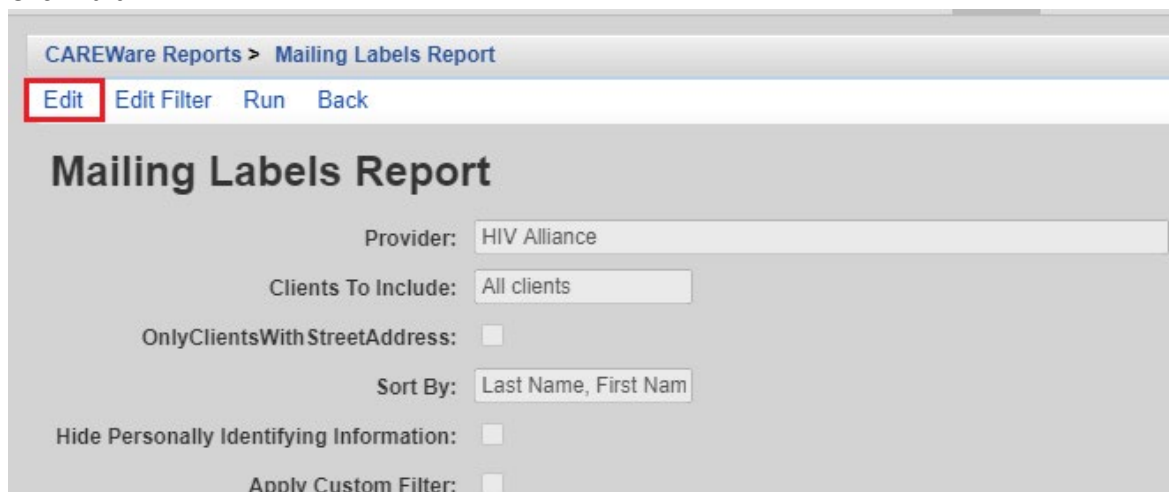 CAREWare Reports > Mailing Labels Report
Edit Edit Filter Run Back
Mailing Labels Report
Provider: HIV Alliance
Clients To Include: All clients
OnlyClientsWithStreetAddress:
Sort By: Last Name, First Nam
Hide Personally Identifying Information:
Apply Custom Filter: